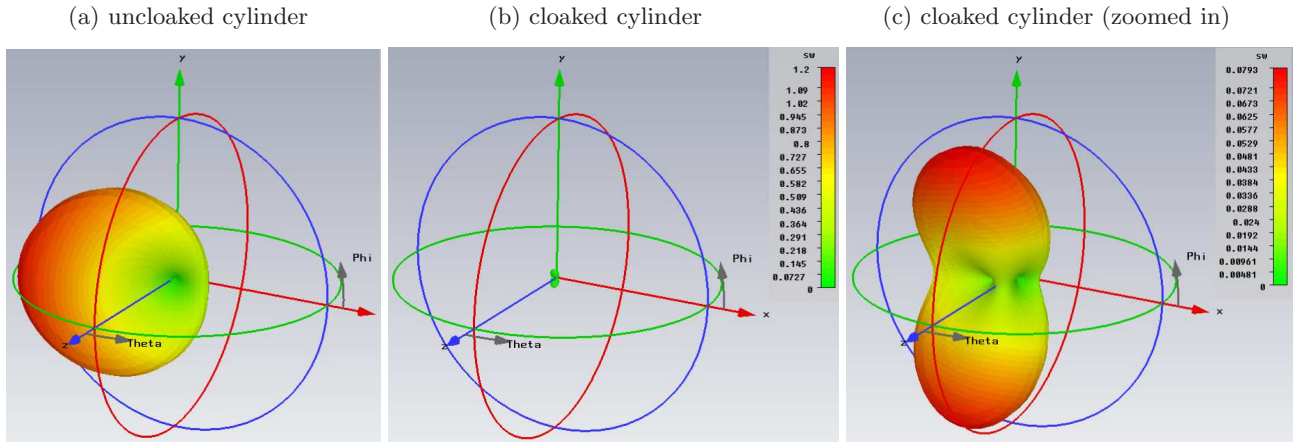 (a) uncloaked cylinder
(b) cloaked cylinder
(c) cloaked cylinder (zoomed in)
y
Phi
z
Theta
y
Phi
x
z
Theta
sw
1.2
1.09
1.02
0.945
0.873
0.8
0.727
0.655
0.582
0.509
0.436
0.364
0.291
0.218
0.145
0.0727
0
y
Phi
x
z
Theta
sw
0.0793
0.0721
0.0673
0.0625
0.0577
0.0529
0.0481
0.0433
0.0384
0.0336
0.0288
0.024
0.0192
0.0144
0.00961
0.00481
0